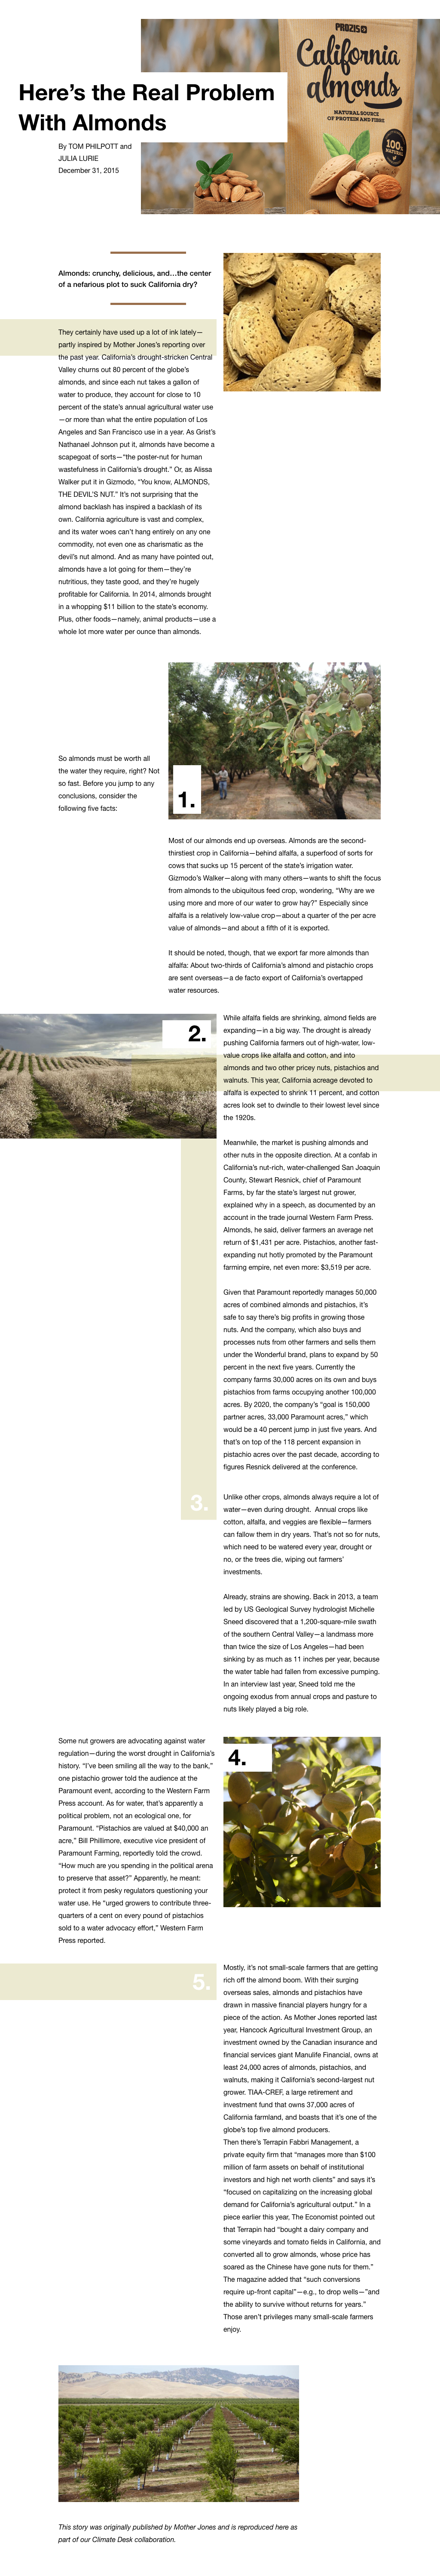 PROZIS
California
almonds
NATURAL SOURCE
OF PROTEIN AND FIBRE
100%
NATURAL
Here's the Real Problem
With Almonds
By TOM PHILPOTT and
JULIA LURIE
December 31, 2015
Almonds: crunchy, delicious, and…the center
of a nefarious plot to suck California dry?
They certainly have used up a lot of ink lately—
partly inspired by Mother Jones's reporting over
the past year. California's drought-stricken Central
Valley churns out 80 percent of the globe's
almonds, and since each nut takes a gallon of
water to produce, they account for close to 10
percent of the state's annual agricultural water use
—or more than what the entire population of Los
Angeles and San Francisco use in a year. As Grist's
Nathanael Johnson put it, almonds have become a
scapegoat of sorts—"the poster-nut for human
wastefulness in California's drought." Or, as Alissa
Walker put it in Gizmodo, "You know, ALMONDS,
THE DEVIL'S NUT." It's not surprising that the
almond backlash has inspired a backlash of its
own. California agriculture is vast and complex,
and its water woes can't hang entirely on any one
commodity, not even one as charismatic as the
devil's nut almond. And as many have pointed out,
almonds have a lot going for them—they're
nutritious, they taste good, and they're hugely
profitable for California. In 2014, almonds brought
in a whopping $11 billion to the state's economy.
Plus, other foods—namely, animal products—use a
whole lot more water per ounce than almonds.
So almonds must be worth all
the water they require, right? Not
so fast. Before you jump to any
conclusions, consider the
following five facts:
1.
Most of our almonds end up overseas. Almonds are the second-
thirstiest crop in California—behind alfalfa, a superfood of sorts for
cows that sucks up 15 percent of the state's irrigation water.
Gizmodo's Walker—along with many others—wants to shift the focus
from almonds to the ubiquitous feed crop, wondering, "Why are we
using more and more of our water to grow hay?" Especially since
alfalfa is a relatively low-value crop—about a quarter of the per acre
value of almonds—and about a fifth of it is exported.
It should be noted, though, that we export far more almonds than
alfalfa: About two-thirds of California's almond and pistachio crops
are sent overseas—a de facto export of California's overtapped
water resources.
2.
While alfalfa fields are shrinking, almond fields are
expanding—in a big way. The drought is already
pushing California farmers out of high-water, low-
value crops like alfalfa and cotton, and into
almonds and two other pricey nuts, pistachios and
walnuts. This year, California acreage devoted to
alfalfa is expected to shrink 11 percent, and cotton
acres look set to dwindle to their lowest level since
the 1920s.
Meanwhile, the market is pushing almonds and
other nuts in the opposite direction. At a confab in
California's nut-rich, water-challenged San Joaquin
County, Stewart Resnick, chief of Paramount
Farms, by far the state's largest nut grower,
explained why in a speech, as documented by an
account in the trade journal Western Farm Press.
Almonds, he said, deliver farmers an average net
return of $1,431 per acre. Pistachios, another fast-
expanding nut hotly promoted by the Paramount
farming empire, net even more: $3,519 per acre.
Given that Paramount reportedly manages 50,000
acres of combined almonds and pistachios, it's
safe to say there's big profits in growing those
nuts. And the company, which also buys and
processes nuts from other farmers and sells them
under the Wonderful brand, plans to expand by 50
percent in the next five years. Currently the
company farms 30,000 acres on its own and buys
pistachios from farms occupying another 100,000
acres. By 2020, the company's "goal is 150,000
partner acres, 33,000 Paramount acres," which
would be a 40 percent jump in just five years. And
that's on top of the 118 percent expansion in
pistachio acres over the past decade, according to
figures Resnick delivered at the conference.
3.
Unlike other crops, almonds always require a lot of
water—even during drought. Annual crops like
cotton, alfalfa, and veggies are flexible—farmers
can fallow them in dry years. That's not so for nuts,
which need to be watered every year, drought or
no, or the trees die, wiping out farmers'
investments.
Already, strains are showing. Back in 2013, a team
led by US Geological Survey hydrologist Michelle
Sneed discovered that a 1,200-square-mile swath
of the southern Central Valley—a landmass more
than twice the size of Los Angeles—had been
sinking by as much as 11 inches per year, because
the water table had fallen from excessive pumping.
In an interview last year, Sneed told me the
ongoing exodus from annual crops and pasture to
nuts likely played a big role.
Some nut growers are advocating against water
regulation—during the worst drought in California's
history. "I've been smiling all the way to the bank,"
one pistachio grower told the audience at the
Paramount event, according to the Western Farm
Press account. As for water, that's apparently a
political problem, not an ecological one, for
Paramount. "Pistachios are valued at $40,000 an
acre," Bill Phillimore, executive vice president of
Paramount Farming, reportedly told the crowd.
"How much are you spending in the political arena
to preserve that asset?" Apparently, he meant:
protect it from pesky regulators questioning your
water use. He "urged growers to contribute three-
quarters of a cent on every pound of pistachios
sold to a water advocacy effort," Western Farm
Press reported.
4.
5.
Mostly, it's not small-scale farmers that are getting
rich off the almond boom. With their surging
overseas sales, almonds and pistachios have
drawn in massive financial players hungry for a
piece of the action. As Mother Jones reported last
year, Hancock Agricultural Investment Group, an
investment owned by the Canadian insurance and
financial services giant Manulife Financial, owns at
least 24,000 acres of almonds, pistachios, and
walnuts, making it California's second-largest nut
grower. TIAA-CREF, a large retirement and
investment fund that owns 37,000 acres of
California farmland, and boasts that it's one of the
globe's top five almond producers.
Then there's Terrapin Fabbri Management, a
private equity firm that "manages more than $100
million of farm assets on behalf of institutional
investors and high net worth clients" and says it's
"focused on capitalizing on the increasing global
demand for California's agricultural output." In a
piece earlier this year, The Economist pointed out
that Terrapin had "bought a dairy company and
some vineyards and tomato fields in California, and
converted all to grow almonds, whose price has
soared as the Chinese have gone nuts for them."
The magazine added that "such conversions
require up-front capital"—e.g., to drop wells—"and
the ability to survive without returns for years."
Those aren't privileges many small-scale farmers
enjoy.
This story was originally published by Mother Jones and is reproduced here as
part of our Climate Desk collaboration.